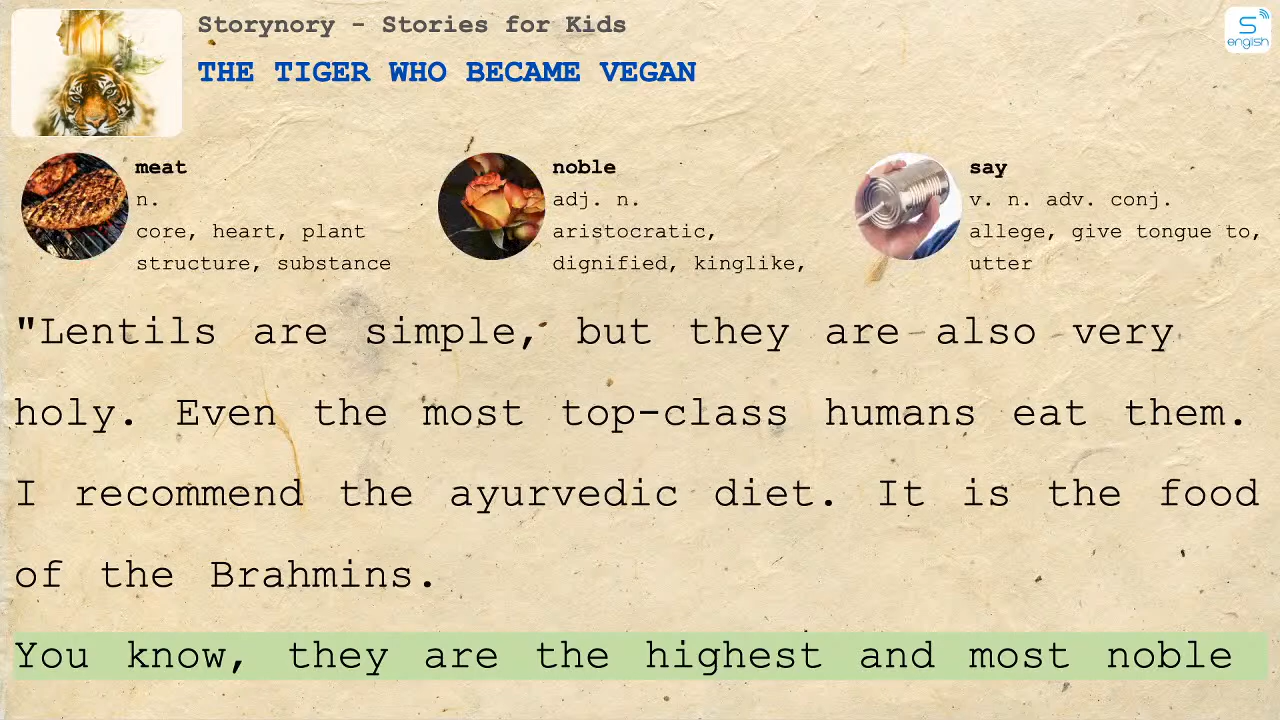 Storynory - Stories for Kids
THE TIGER WHO BECAME VEGAN
S
english
meat
n.
core, heart, plant
structure, substance
noble
adj. n.
aristocratic,
dignified, kinglike,
say
v. n. adv. conj.
allege, give tongue to,
utter
"Lentils are simple, but they are also very
holy. Even the most top-class humans eat them.
I recommend the ayurvedic diet. It is the food
of the Brahmins.
You know, they are the highest and most noble